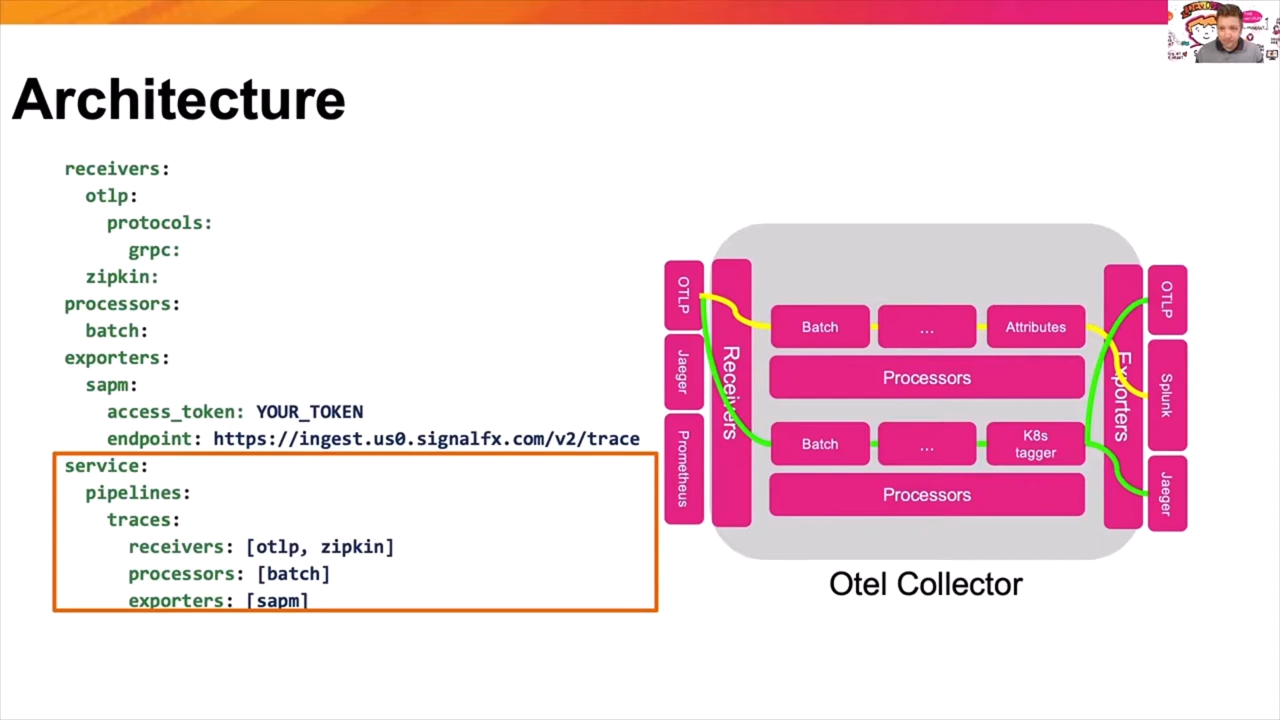 Architecture
receivers:
otlp:
protocols:
grpc:
zipkin:
processors:
batch:
exporters:
sapm:
access_token: YOUR_TOKEN
endpoint: https://ingest.us0.signalfx.com/v2/trace
service:
pipelines:
traces:
receivers: [otlp, zipkin]
processors: [batch]
exporters: [sapm]
OTLP
Jaeger
Prometheus
Receivers
Batch
...
Attributes
Processors
Batch
...
K8s
tagger
Processors
Exporters
OTLP
Splunk
Jaeger
Otel Collector